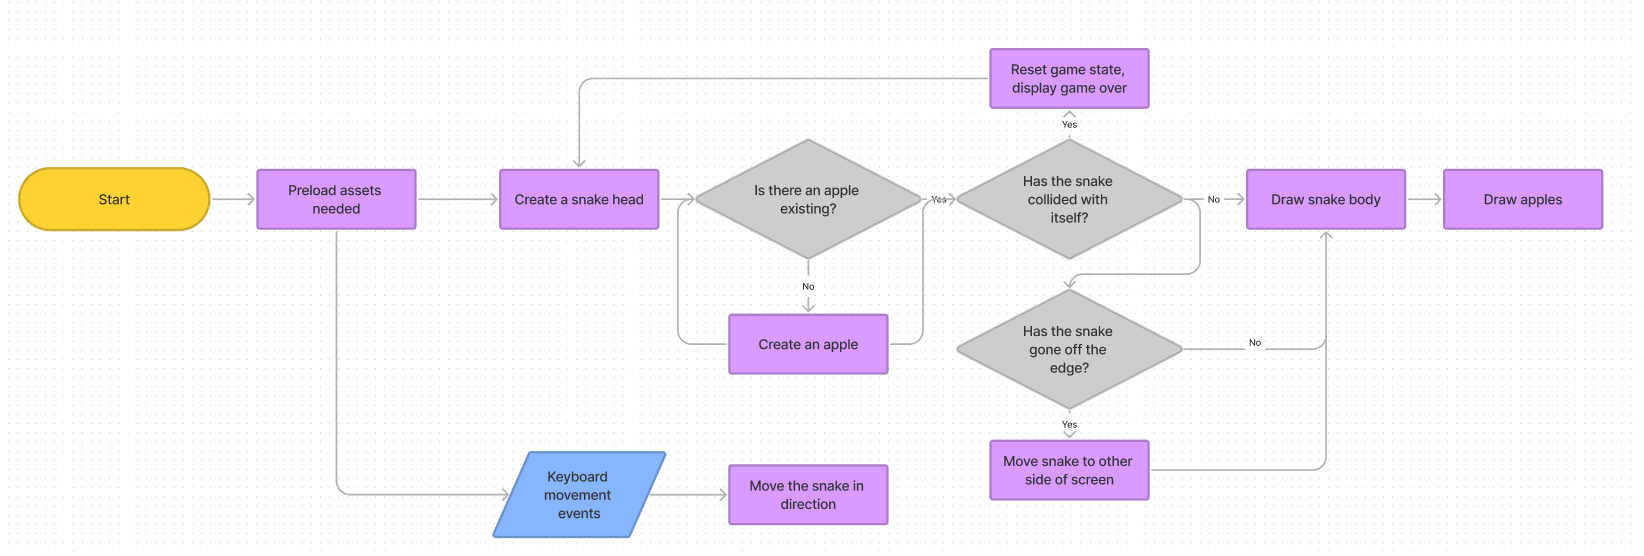 Reset game state,
display game over
Yes
Start
Preload assets
needed
Create a snake head
Is there an apple
existing?
Yes
Has the snake
collided with
itself?
No
Draw snake body
Draw apples
No
Create an apple
Has the snake
gone off the
edge?
No
Yes
Keyboard
movement
events
Move the snake in
direction
Move snake to other
side of screen